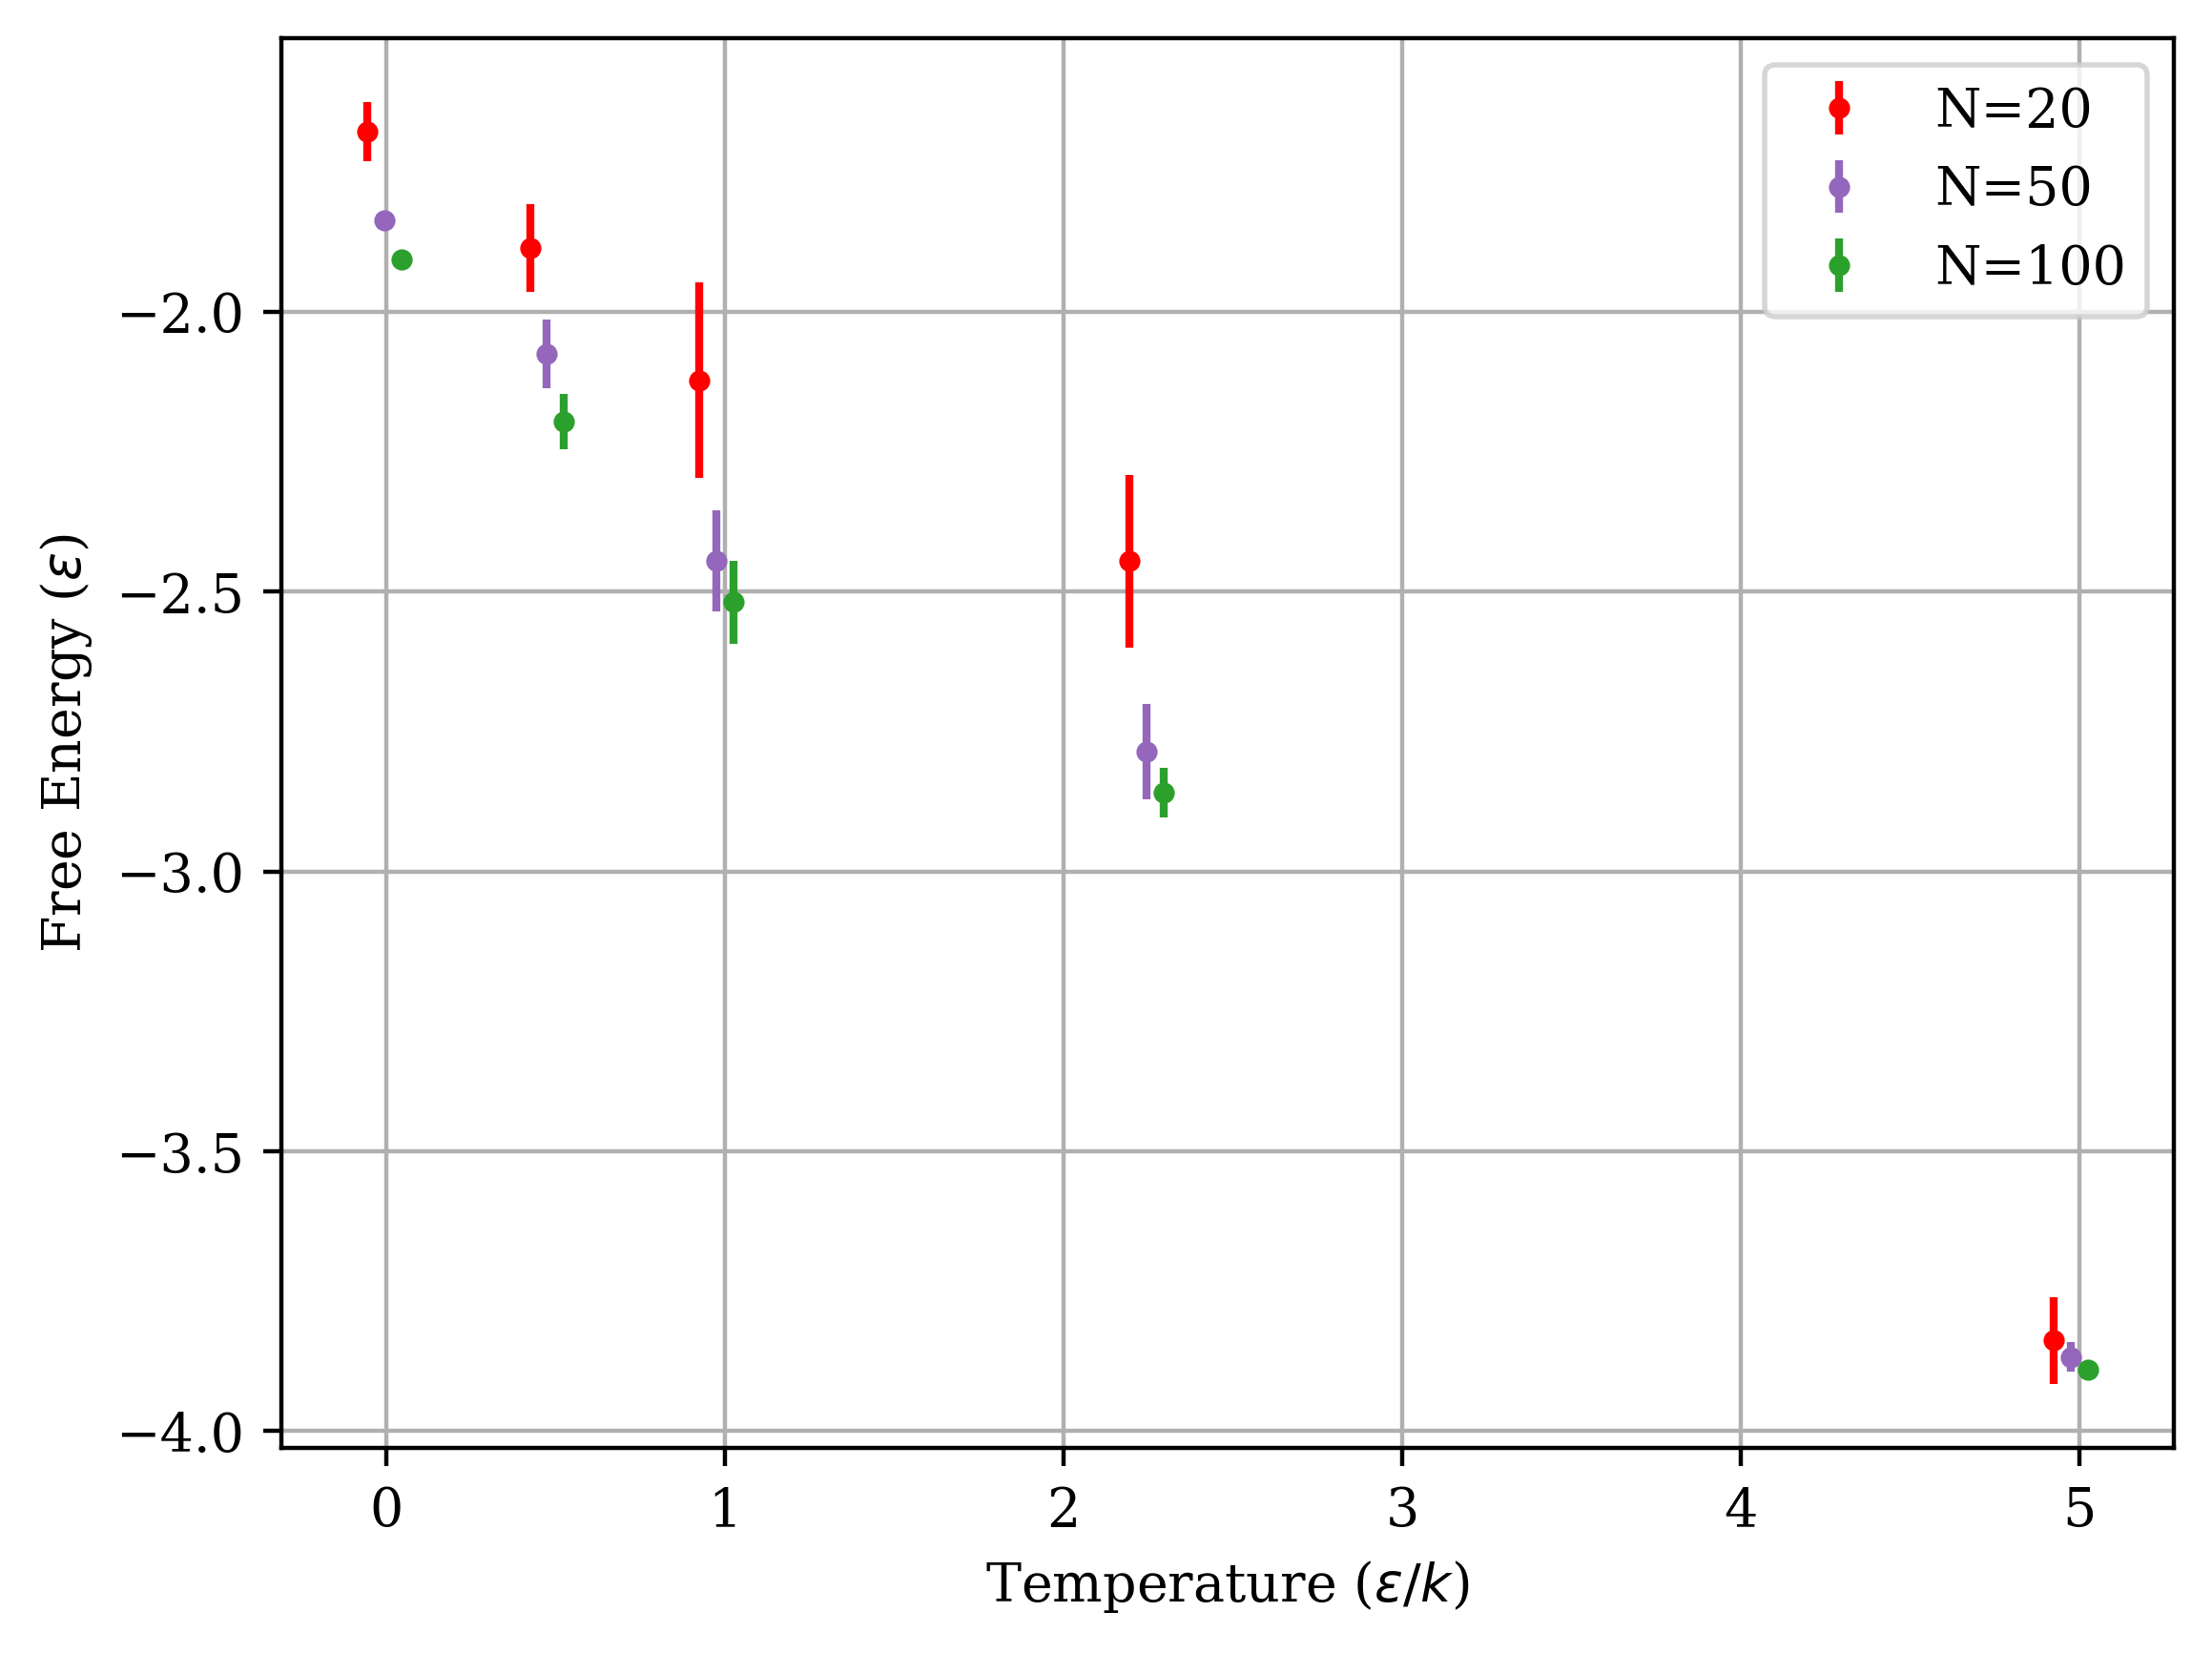 N=20
N=50
N=100
−2.0
−2.5
−3.0
−3.5
−4.0
Free Energy (ε)
0 1 2 3 4 5
Temperature (ε/k)